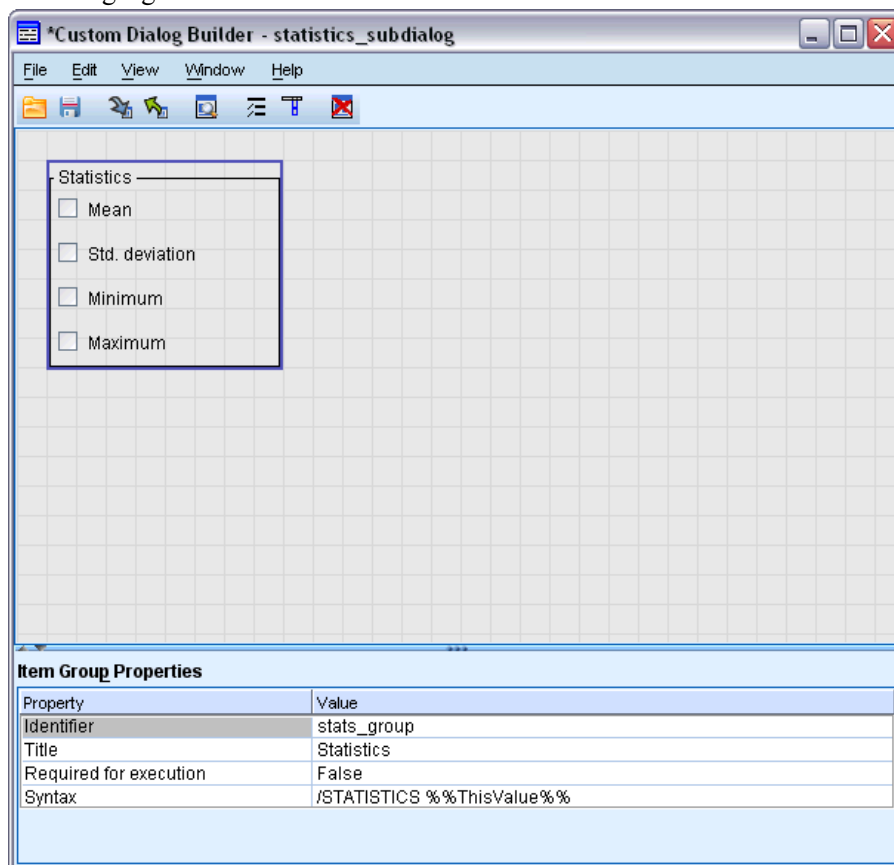 *Custom Dialog Builder - statistics_subdialog
File Edit View Window Help
Statistics
Mean
Std. deviation
Minimum
Maximum
Item Group Properties
Property Value
Identifier stats_group
Title Statistics
Required for execution False
Syntax /STATISTICS %%ThisValue%%